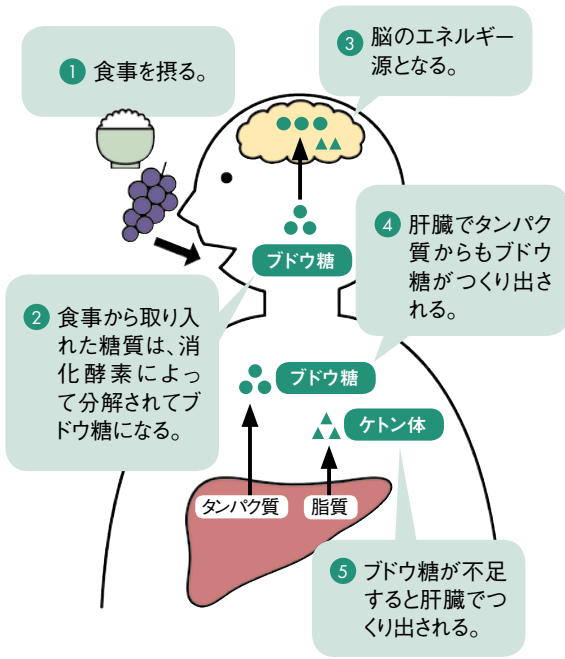 1 食事を摂る。
3 脳のエネルギー
源となる。
ブドウ糖
4 肝臓でタンパク
質からもブドウ
糖がつくり出さ
れる。
2 食事から取り入
れた糖質は、消
化酵素によっ
て分解されてブ
ドウ糖になる。
ブドウ糖
ケトン体
タンパク質
脂質
5 ブドウ糖が不足
すると肝臓でつ
くり出される。